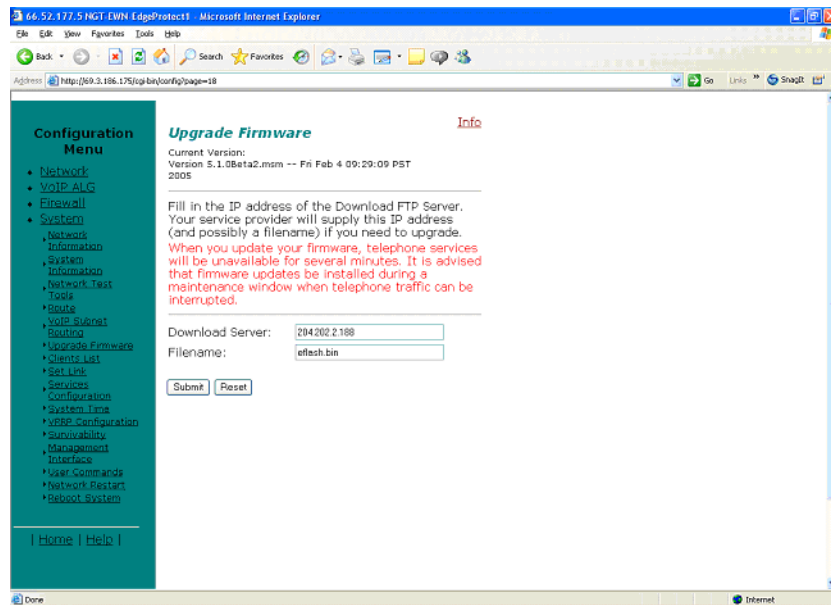 66.52.177.5 NGT-EWN-EdgeProtect1 - Microsoft Internet Explorer
File Edit View Favorites Tools Help
Back Search Favorites
Address http://69.3.186.175/cgi-bin/config?page=18 Go Links » SnagIt
Configuration
Menu
Network
VoIP ALG
Firewall
System
Network
Information
System
Information
Network Test
Tools
Route
VoIP Subnet
Routing
Upgrade Firmware
Clients List
Set Link
Services
Configuration
System Time
VRRP Configuration
Survivability
Management
Interface
User Commands
Network Restart
Reboot System
| Home | Help |
Info
Upgrade Firmware
Current Version:
Version 5.1.0Beta2.msm -- Fri Feb 4 09:29:09 PST
2005
Fill in the IP address of the Download FTP Server.
Your service provider will supply this IP address
(and possibly a filename) if you need to upgrade.
When you update your firmware, telephone services
will be unavailable for several minutes. It is advised
that firmware updates be installed during a
maintenance window when telephone traffic can be
interrupted.
Download Server: 204.202.2.188
Filename: eflash.bin
Submit Reset
Done Internet